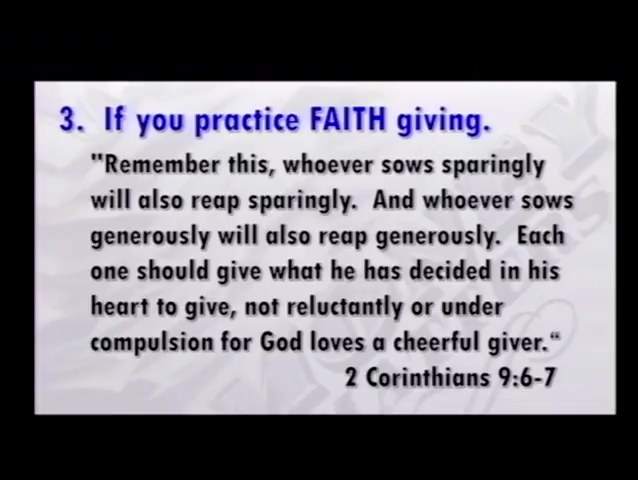 3. If you practice FAITH giving.
"Remember this, whoever sows sparingly
will also reap sparingly. And whoever sows
generously will also reap generously. Each
one should give what he has decided in his
heart to give, not reluctantly or under
compulsion for God loves a cheerful giver.“
2 Corinthians 9:6-7